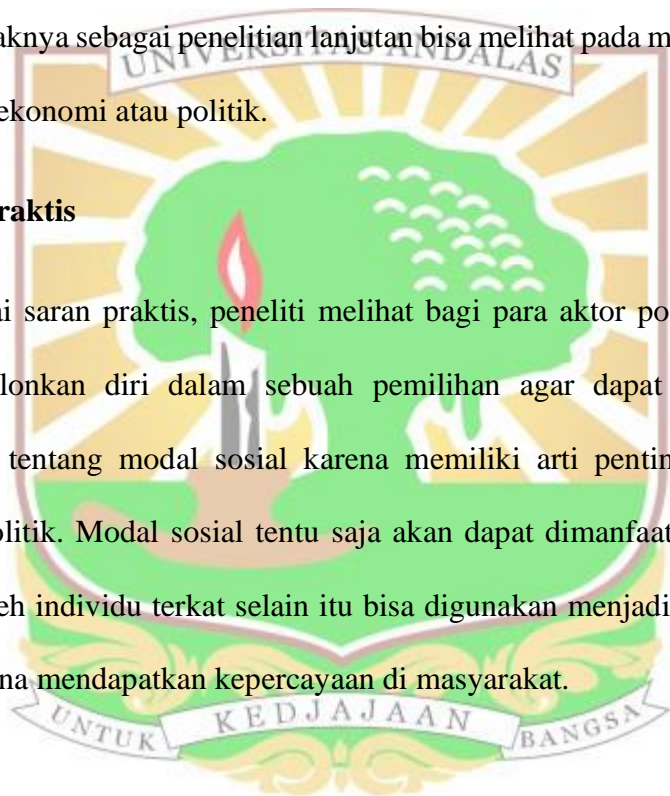 aknya sebagai penelitian lanjutan bisa melihat pada m
UNIVERSITAS ANDALAS
ekonomi atau politik.
raktis
ai saran praktis, peneliti melihat bagi para aktor po
lonkan diri dalam sebuah pemilihan agar dapat
tentang modal sosial karena memiliki arti pentin
olitik. Modal sosial tentu saja akan dapat dimanfaat
eh individu terkait selain itu bisa digunakan menjadi
na mendapatkan kepercayaan di masyarakat.
UNTUK KEDJAJAAN BANGSA